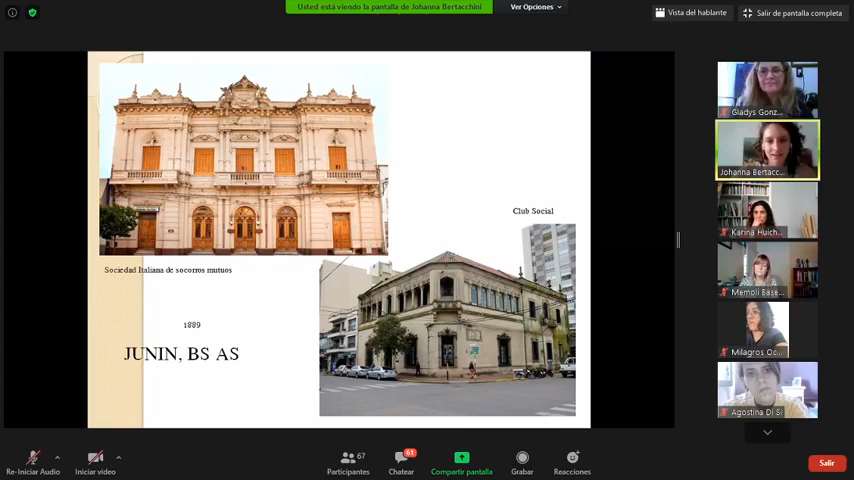 Usted está viendo la pantalla de Johanna Bertacchini
Ver Opciones
Vista del hablante
Salir de pantalla completa
Club Social
Sociedad Italiana de socorros mutuos
1889
JUNIN, BS AS
Gladys Gonz...
Johanna Bertacc...
Karina Huich...
Memoli Base...
Milagros Oc...
Agostina Di Si
67
61
Re-Iniciar Audio
Iniciar video
Participantes
Chatear
Compartir pantalla
Grabar
Reacciones
Salir